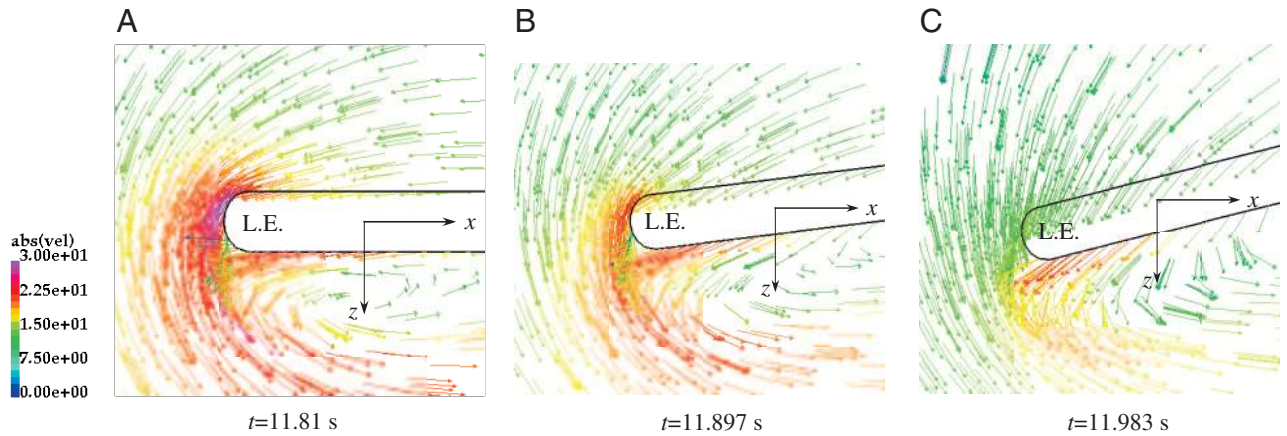 A
B
C
L.E.
x
z
L.E.
x
z
L.E.
x
z
abs(vel)
3.00e+01
2.25e+01
1.50e+01
7.50e+00
0.00e+00
t=11.81 s
t=11.897 s
t=11.983 s